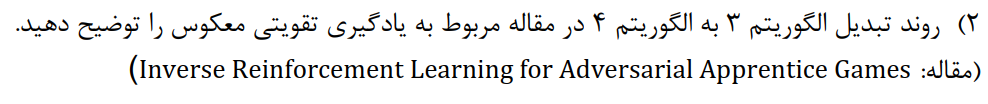 ۲) روند تبدیل الگوریتم ۳ به الگوریتم ۴ در مقاله مربوط به یادگیری تقویتی معکوس را توضیح دهید.
(مقاله: Inverse Reinforcement Learning for Adversarial Apprentice Games)